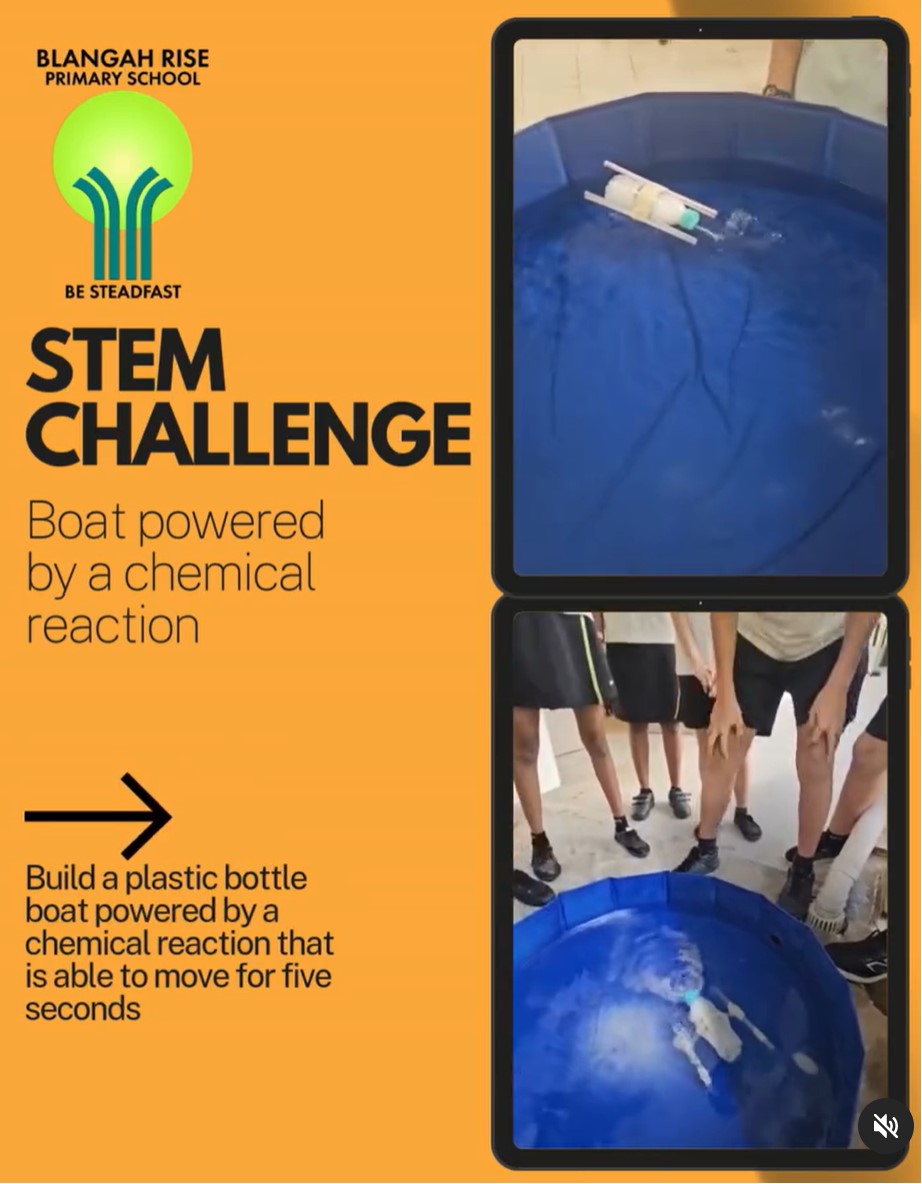 BLANGAH RISE
PRIMARY SCHOOL
BE STEADFAST
STEM
CHALLENGE
Boat powered
by a chemical
reaction
Build a plastic bottle
boat powered by a
chemical reaction that
is able to move for five
seconds